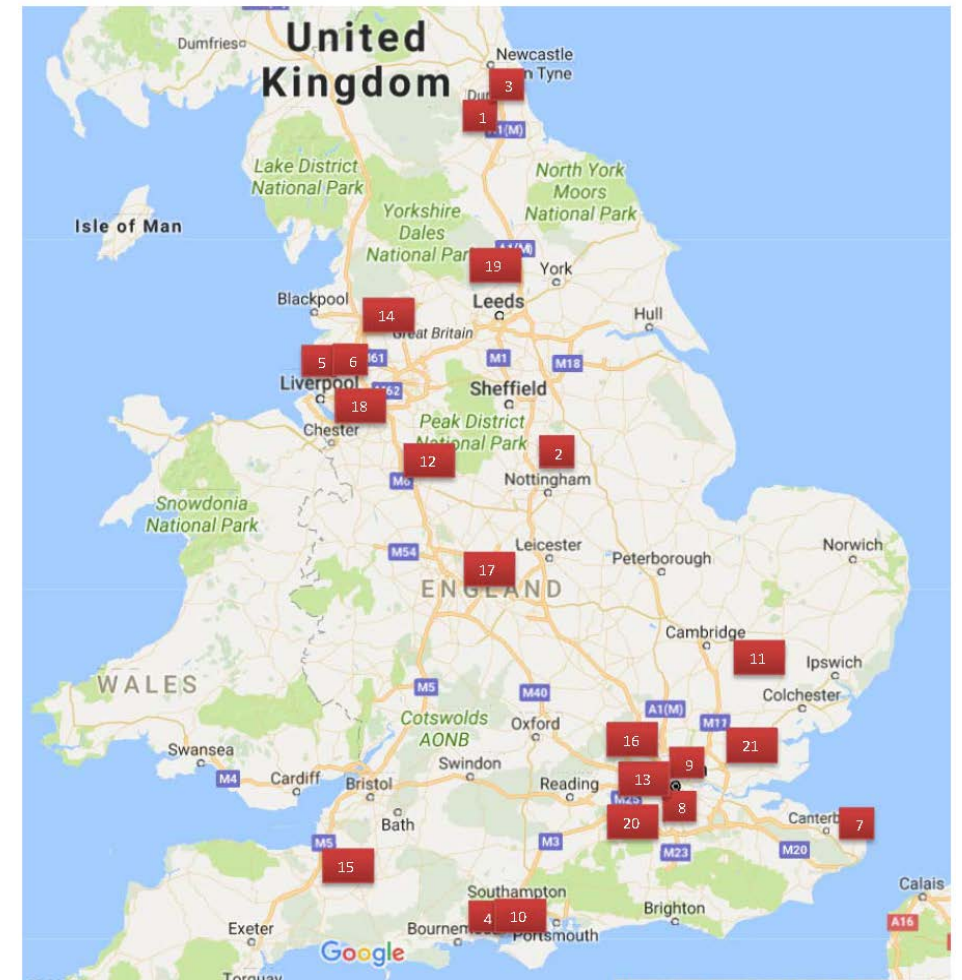 United
Kingdom
Dumfries
Newcastle
n Tyne
3
Dur
1
A1(M)
Lake District
National Park
North York
Moors
National Park
Isle of Man
Yorkshire
Dales
National Par
A1(M)
19
York
Blackpool
Leeds
14
Hull
Great Britain
5
6
M61
M1
M18
Liverpool
M62
Sheffield
18
Peak District
National Park
Chester
12
2
M6
Nottingham
Snowdonia
National Park
M54
Leicester
Peterborough
Norwich
17
ENGLAND
Cambridge
11
Ipswich
WALES
M5
M40
Colchester
A1(M)
Cotswolds
AONB
Oxford
M11
16
21
Swansea
Swindon
9
M4
Cardiff
Bristol
Reading
13
M25
8
Bath
20
Canterb
7
M5
M3
M23
M20
15
Southampton
Calais
4
10
Brighton
A16
Exeter
Bournem
Portsmouth
Google
Torquay